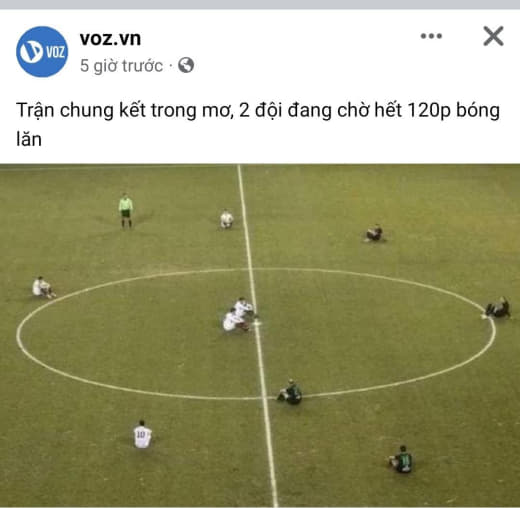 voz.vn
VOZ
5 giờ trước ·
Trận chung kết trong mơ, 2 đội đang chờ hết 120p bóng
lăn
10